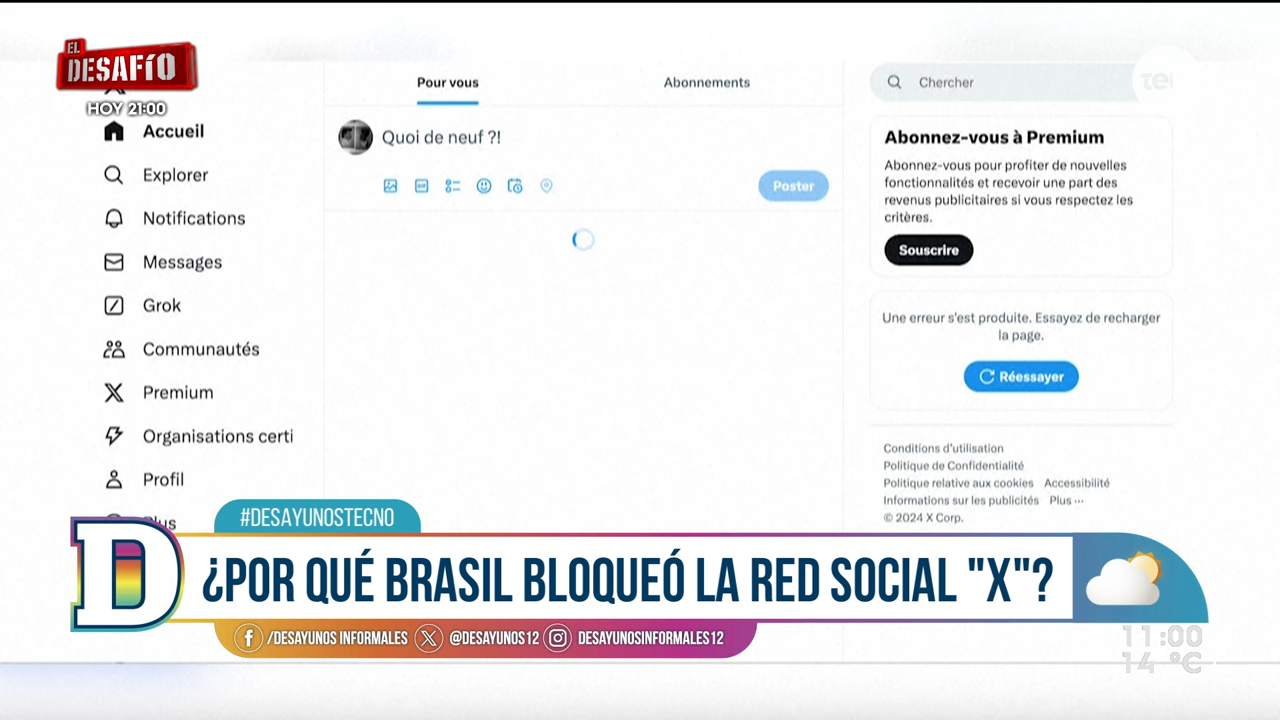 EL
DESAFÍO
HOY 21:00
Pour vous
Abonnements
Chercher
Accueil
Explorer
Notifications
Messages
Grok
Communautés
Premium
Organisations certi
Profil
Plus
Quoi de neuf ?!
Poster
Abonnez-vous à Premium
Abonnez-vous pour profiter de nouvelles
fonctionnalités et recevoir une part des
revenus publicitaires si vous respectez les
critères.
Souscrire
Une erreur s'est produite. Essayez de recharger
la page.
Réessayer
Conditions d'utilisation
Politique de Confidentialité
Politique relative aux cookies Accessibilité
Informations sur les publicités Plus ···
© 2024 X Corp.
#DESAYUNOSTECNO
D
¿POR QUÉ BRASIL BLOQUEÓ LA RED SOCIAL "X"?
/DESAYUNOS INFORMALES @DESAYUNOS12 DESAYUNOSINFORMALES12
11:00
14 °C